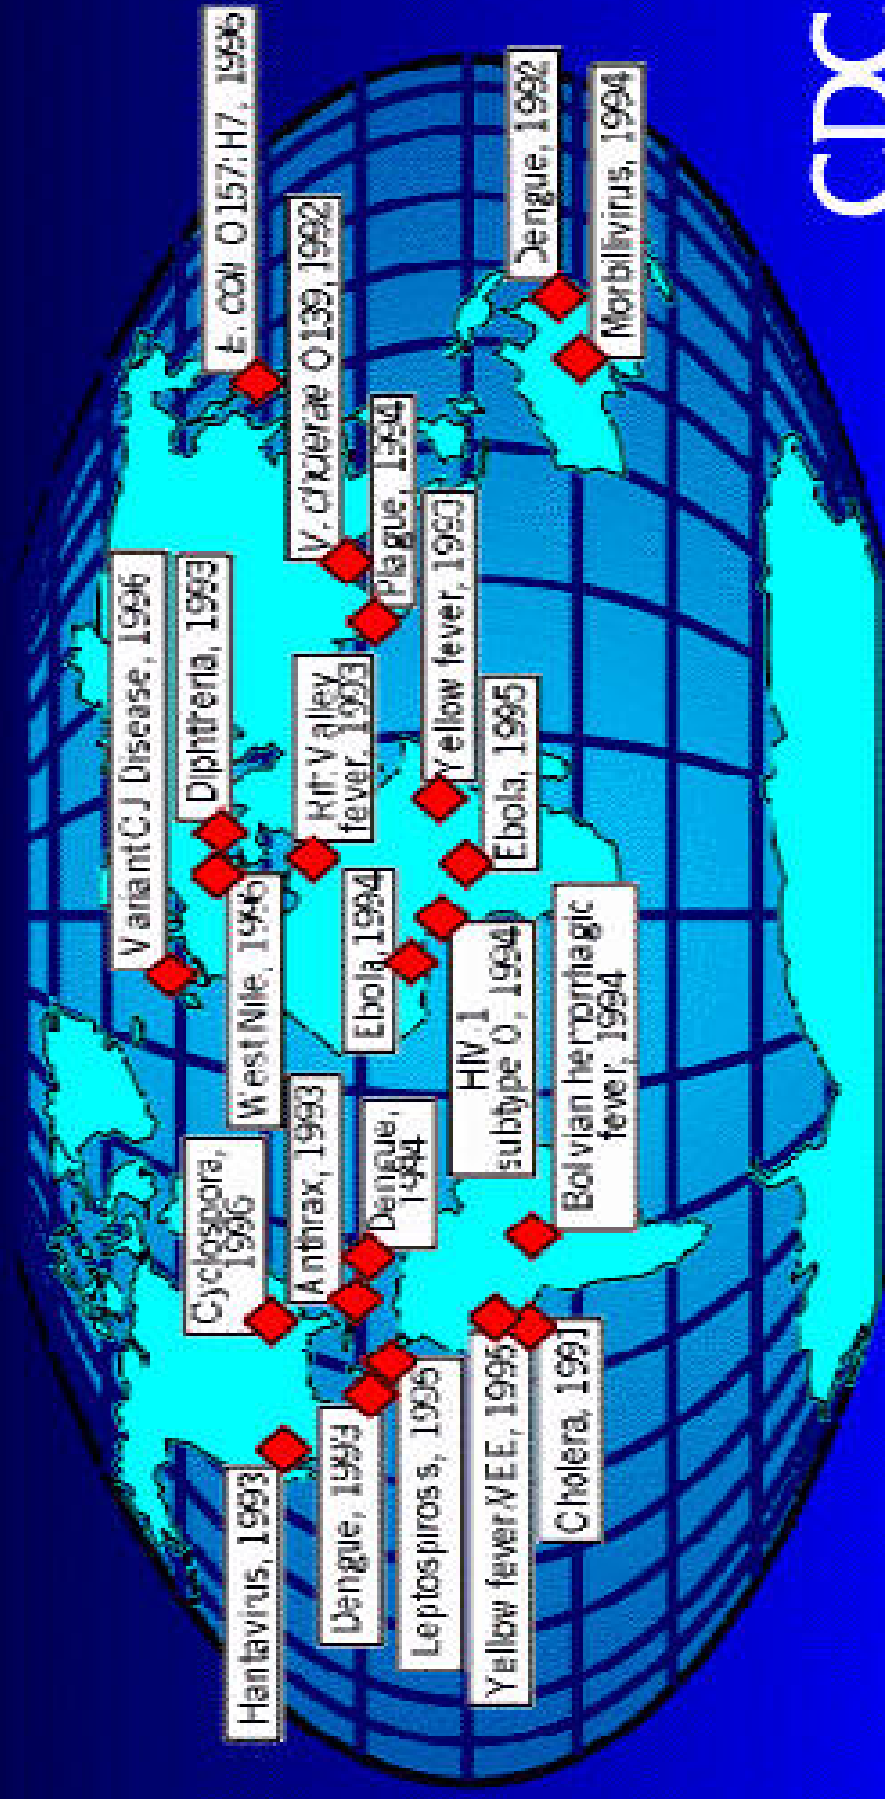 Variant CJ Disease, 1996
Diphtheria, 1993
E. coli O157:H7, 1996
Cyclospora,
1996
Hantavirus, 1993
West Nile, 1996
V. cholerae O139, 1992
Anthrax, 1993
Rift Valley
fever, 1993
Dengue, 1993
Ebola, 1994
Plague, 1994
Dengue,
1994
Leptospirosis, 1995
Yellow fever, 1993
HIV 1
subtype O, 1994
Yellow fever/VEE, 1995
Ebola, 1995
Dengue, 1992
Cholera, 1991
Bolivian hemorrhagic
fever, 1994
Morbillivirus, 1994
CDC